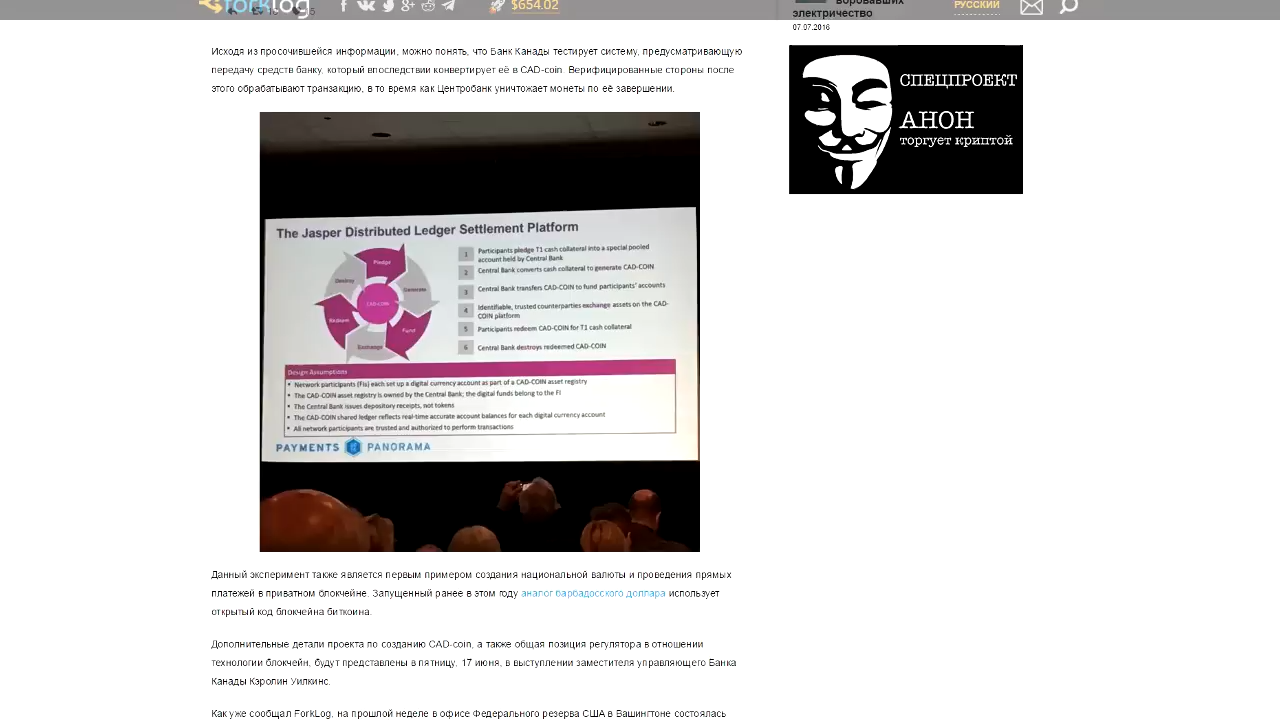 forklog
$654.02
РУССКИЙ
воровавших
электричество
07.07.2016
Исходя из просочившейся информации, можно понять, что Банк Канады тестирует систему, предусматривающую
передачу средств банку, который впоследствии конвертирует её в CAD-coin. Верифицированные стороны после
этого обрабатывают транзакцию, в то время как Центробанк уничтожает монеты по её завершении.
СПЕЦПРОЕКТ
АНОН
торгует криптой
The Jasper Distributed Ledger Settlement Platform
Pledge
Generate
Fund
Exchange
Redeem
Destroy
CAD-COIN
1 Participants pledge T1 cash collateral into a special pooled
account held by Central Bank
2 Central Bank converts cash collateral to generate CAD-COIN
3 Central Bank transfers CAD-COIN to fund participants' accounts
4 Identifiable, trusted counterparties exchange assets on the CAD-
COIN platform
5 Participants redeem CAD-COIN for T1 cash collateral
6 Central Bank destroys redeemed CAD-COIN
Design Assumptions
• Network participants (FIs) each set up a digital currency account as part of a CAD-COIN asset registry
• The CAD-COIN asset registry is owned by the Central Bank; the digital funds belong to the FI
• The Central Bank issues depository receipts, not tokens
• The CAD-COIN shared ledger reflects real-time accurate account balances for each digital currency account
• All network participants are trusted and authorized to perform transactions
PAYMENTS PANORAMA
Данный эксперимент также является первым примером создания национальной валюты и проведения прямых
платежей в приватном блокчейне. Запущенный ранее в этом году аналог барбадосского доллара использует
открытый код блокчейна биткоина.
Дополнительные детали проекта по созданию CAD-coin, а также общая позиция регулятора в отношении
технологии блокчейн, будут представлены в пятницу, 17 июня, в выступлении заместителя управляющего Банка
Канады Кэролин Уилкинс.
Как уже сообщал ForkLog, на прошлой неделе в офисе Федерального резерва США в Вашингтоне состоялась